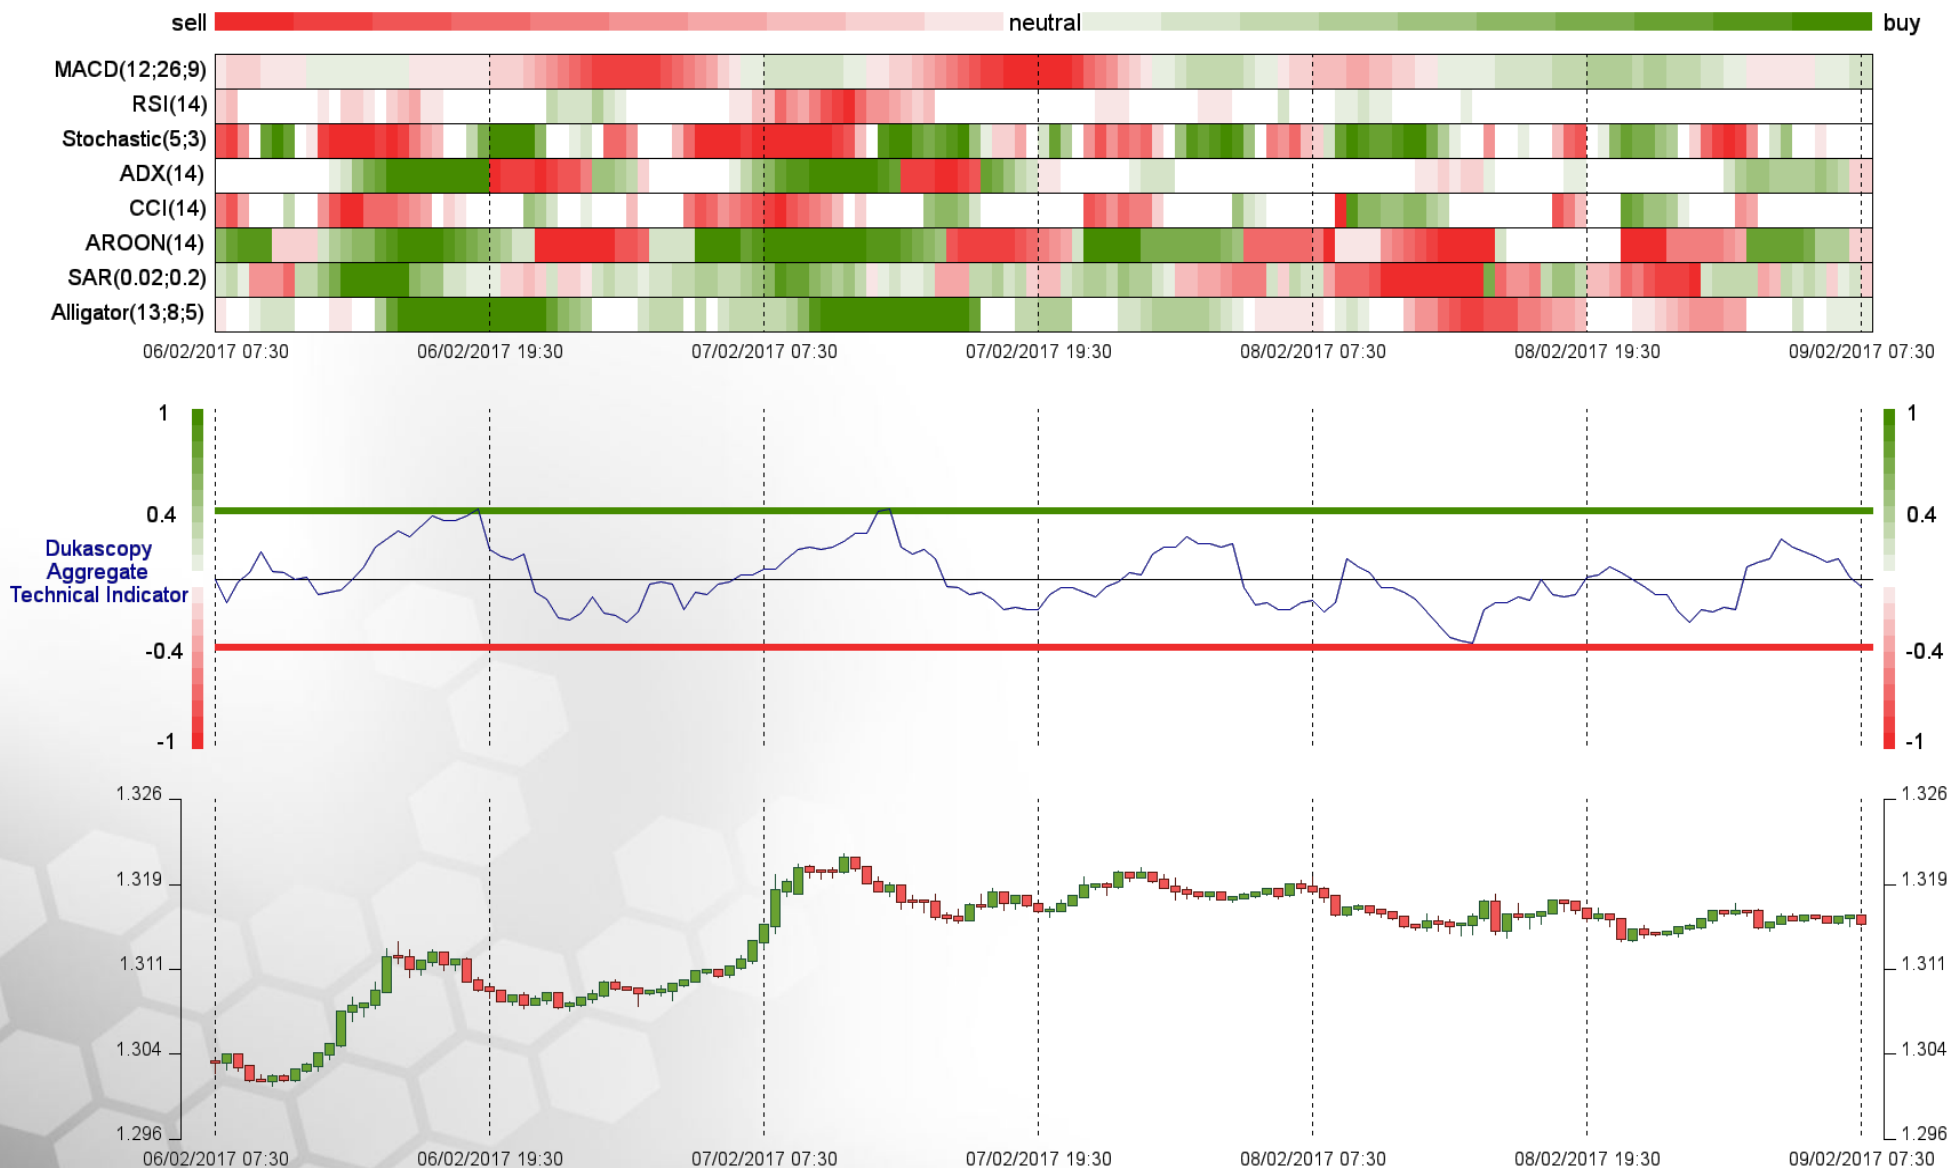 sell neutral buy
MACD(12;26;9)
RSI(14)
Stochastic(5;3)
ADX(14)
CCI(14)
AROON(14)
SAR(0.02;0.2)
Alligator(13;8;5)
06/02/2017 07:30 06/02/2017 19:30 07/02/2017 07:30 07/02/2017 19:30 08/02/2017 07:30 08/02/2017 19:30 09/02/2017 07:30
1 1
0.4 0.4
Dukascopy
Aggregate
Technical Indicator
-0.4 -0.4
-1 -1
1.326 1.326
1.319 1.319
1.311 1.311
1.304 1.304
1.296 1.296
06/02/2017 07:30 06/02/2017 19:30 07/02/2017 07:30 07/02/2017 19:30 08/02/2017 07:30 08/02/2017 19:30 09/02/2017 07:30